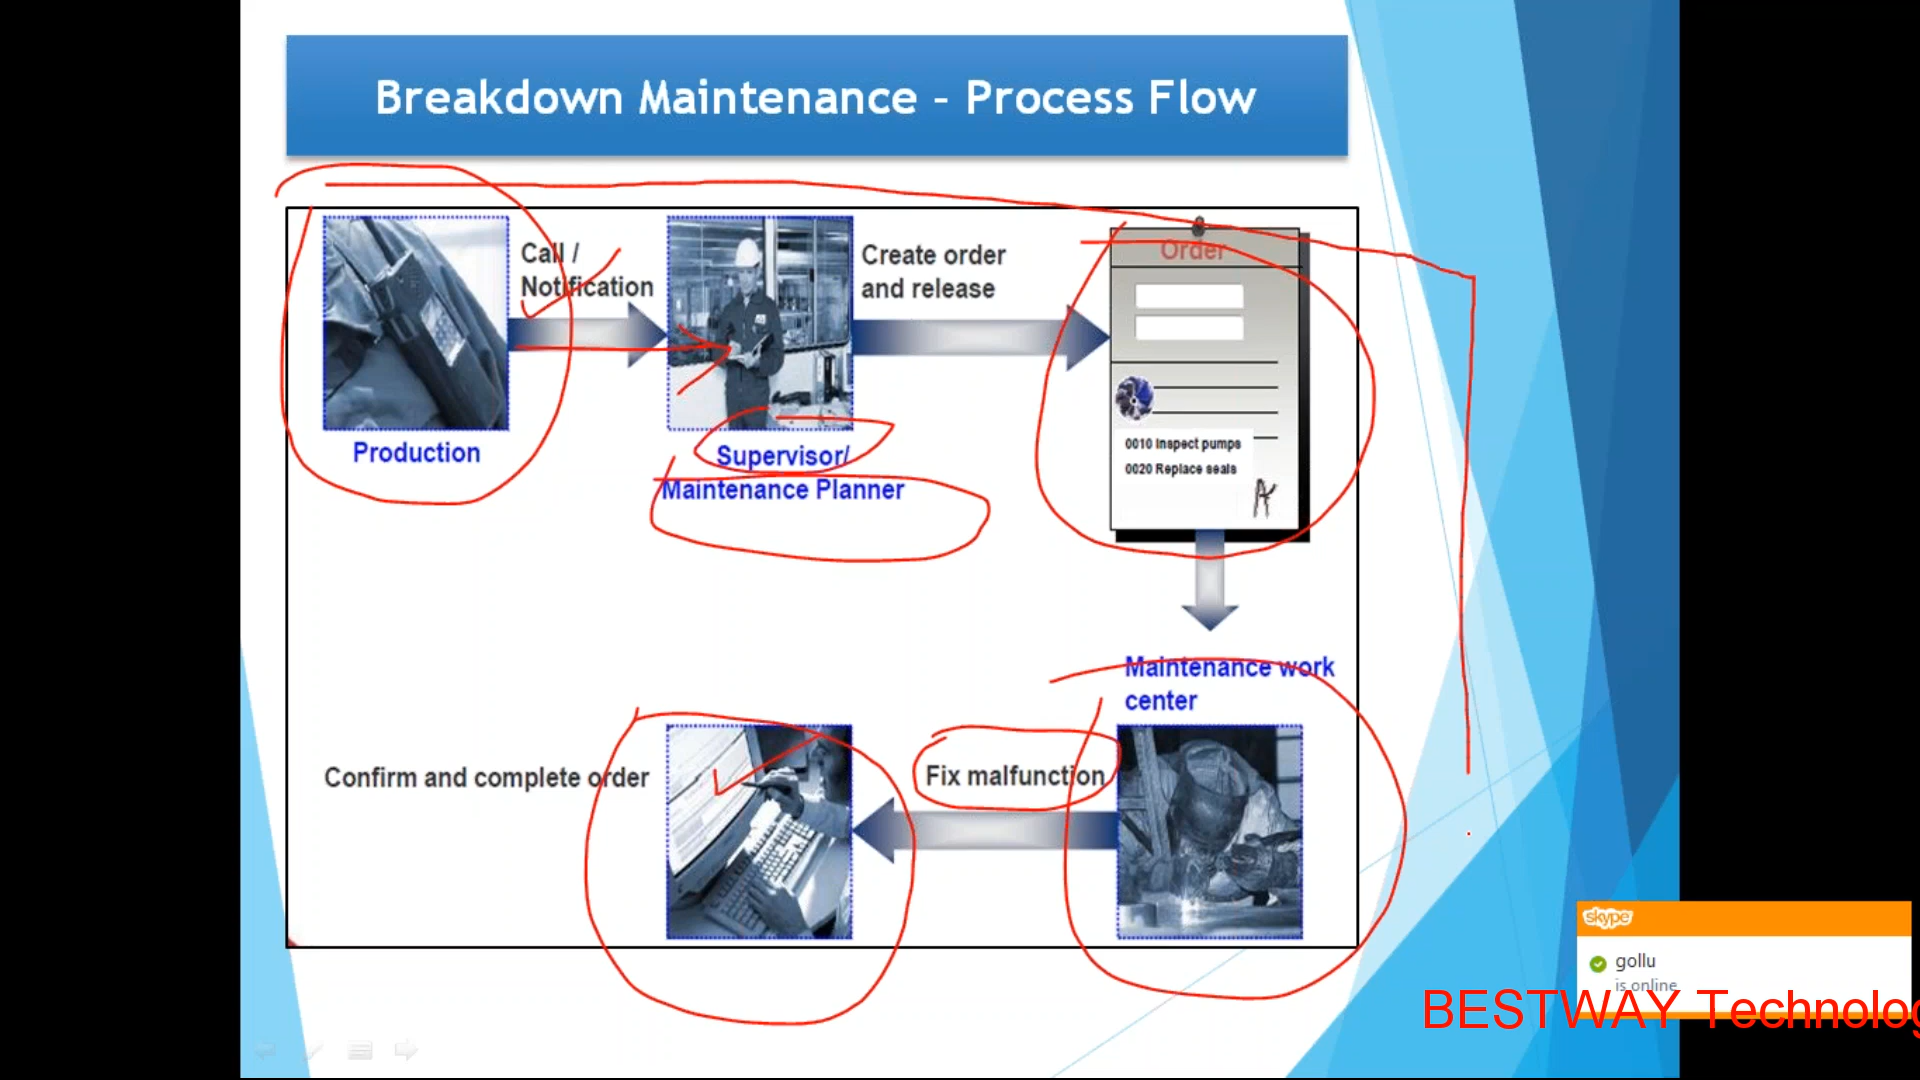 Breakdown Maintenance - Process Flow
Call /
Notification
Create order
and release
Order
0010 Inspect pumps
0020 Replace seals
Production
Supervisor/
Maintenance Planner
Maintenance work
center
Fix malfunction
Confirm and complete order
skype
gollu
is online
BESTWAY Technolog